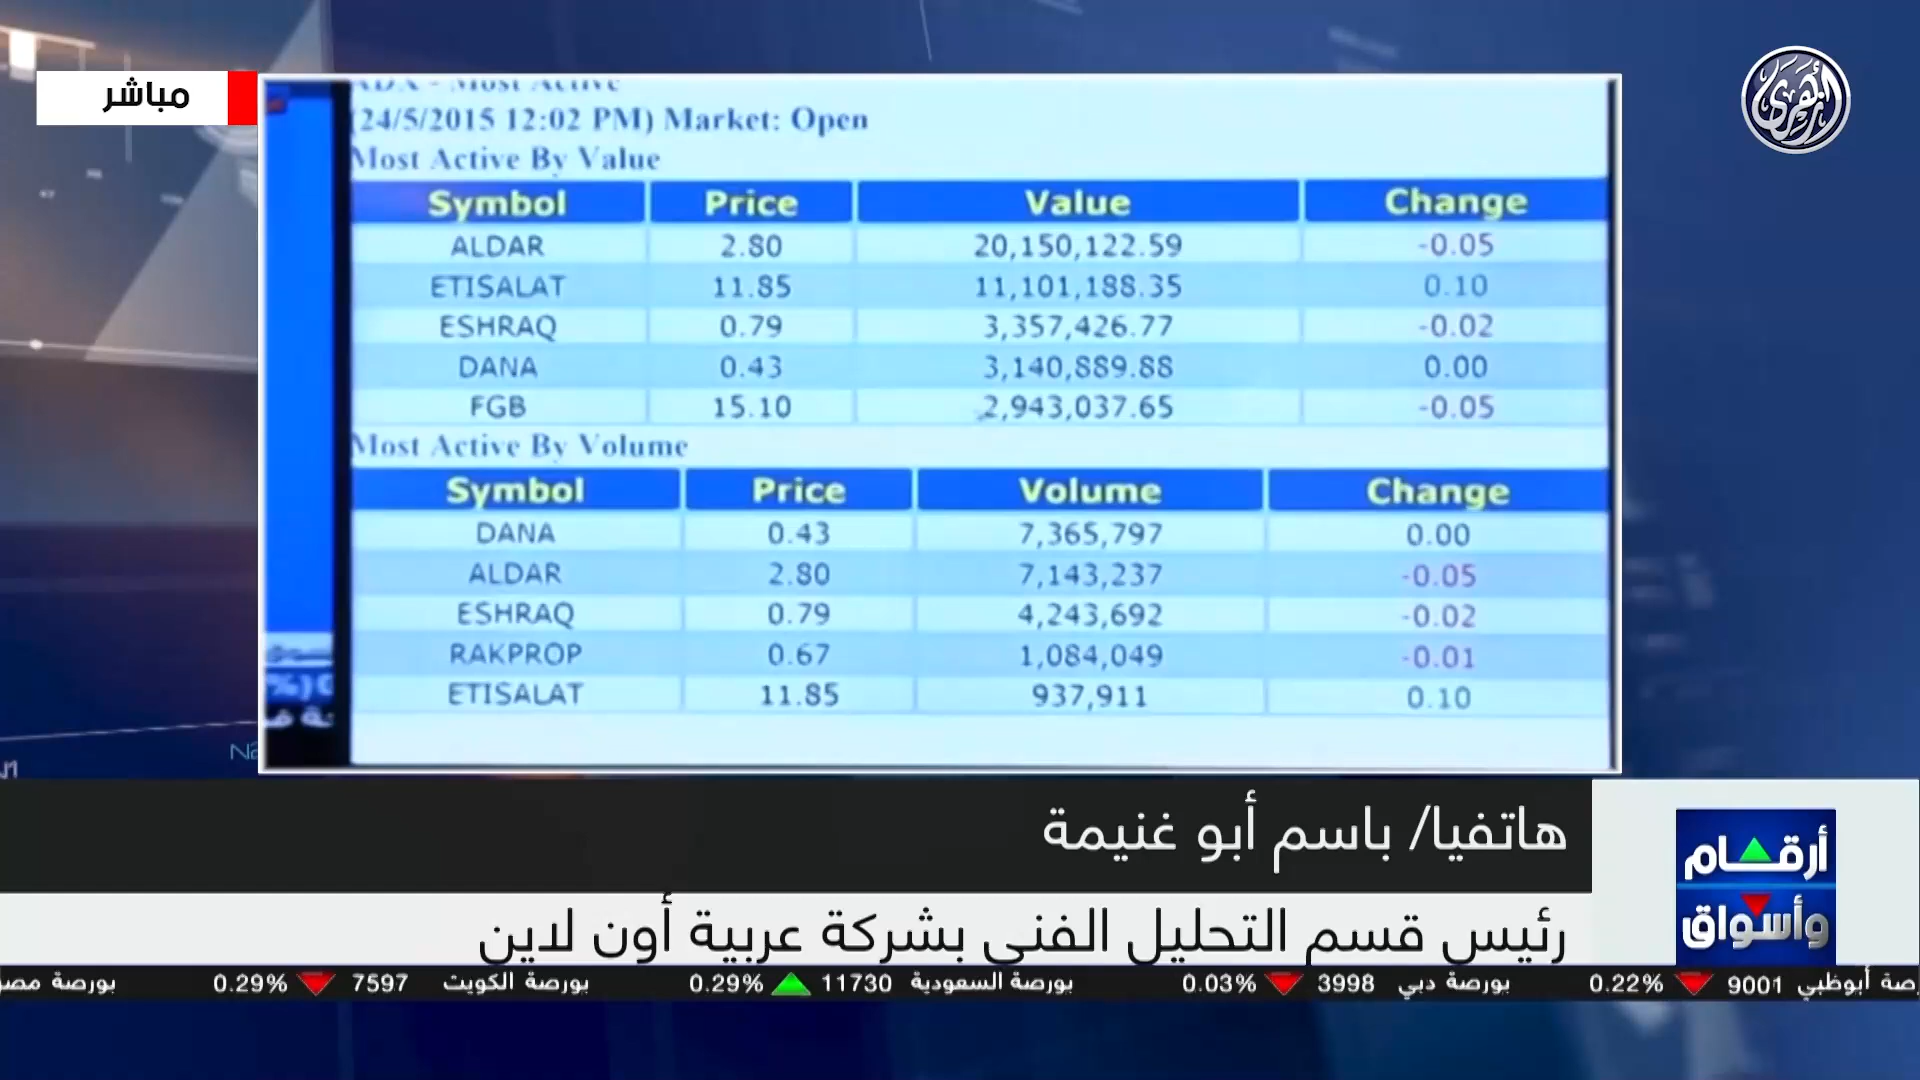 مباشر
ADX - Most Active
(24/5/2015 12:02 PM) Market: Open
Most Active By Value
Symbol Price Value Change
ALDAR 2.80 20,150,122.59 -0.05
ETISALAT 11.85 11,101,188.35 0.10
ESHRAQ 0.79 3,357,426.77 -0.02
DANA 0.43 3,140,889.88 0.00
FGB 15.10 2,943,037.65 -0.05
Most Active By Volume
Symbol Price Volume Change
DANA 0.43 7,365,797 0.00
ALDAR 2.80 7,143,237 -0.05
ESHRAQ 0.79 4,243,692 -0.02
RAKPROP 0.67 1,084,049 -0.01
ETISALAT 11.85 937,911 0.10
هاتفيا/ باسم أبو غنيمة
رئيس قسم التحليل الفني بشركة عربية أون لاين
أرقام
وأسواق
أبوظبي 9001 0.22% بورصة دبي 3998 0.03% بورصة السعودية 11730 0.29% بورصة الكويت 7597 0.29% بورصة